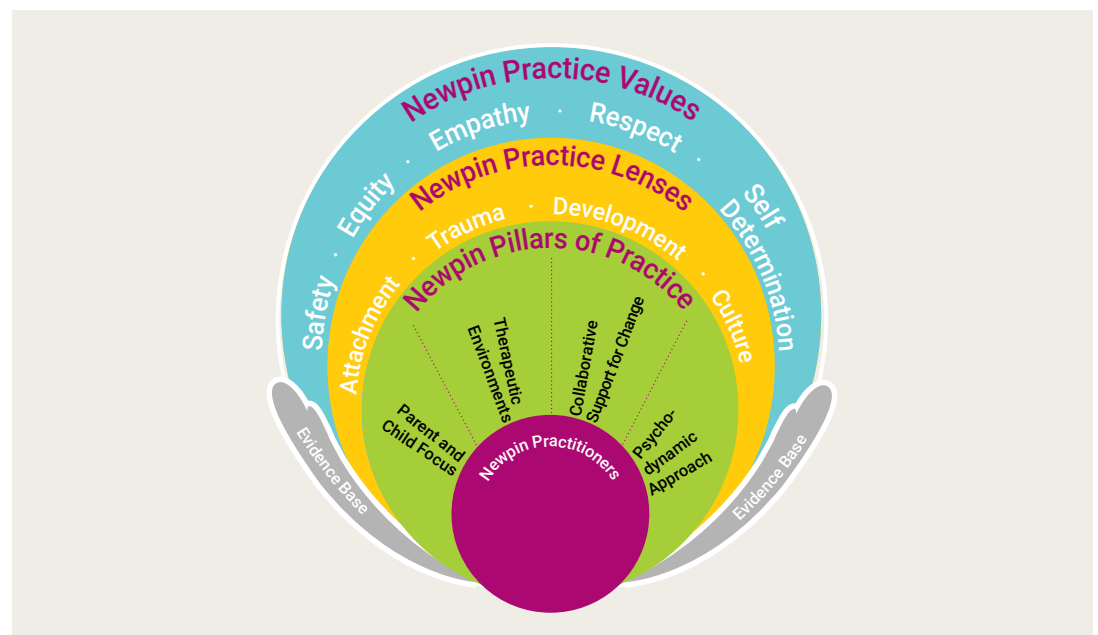 Newpin Practice Values
Safety · Equity · Empathy · Respect · Self
Determination
Newpin Practice Lenses
Attachment · Trauma · Development · Culture
Newpin Pillars of Practice
Parent and
Child Focus
Therapeutic
Environments
Collaborative
Support for Change
Psycho-
dynamic
Approach
Newpin Practitioners
Evidence Base
Evidence Base